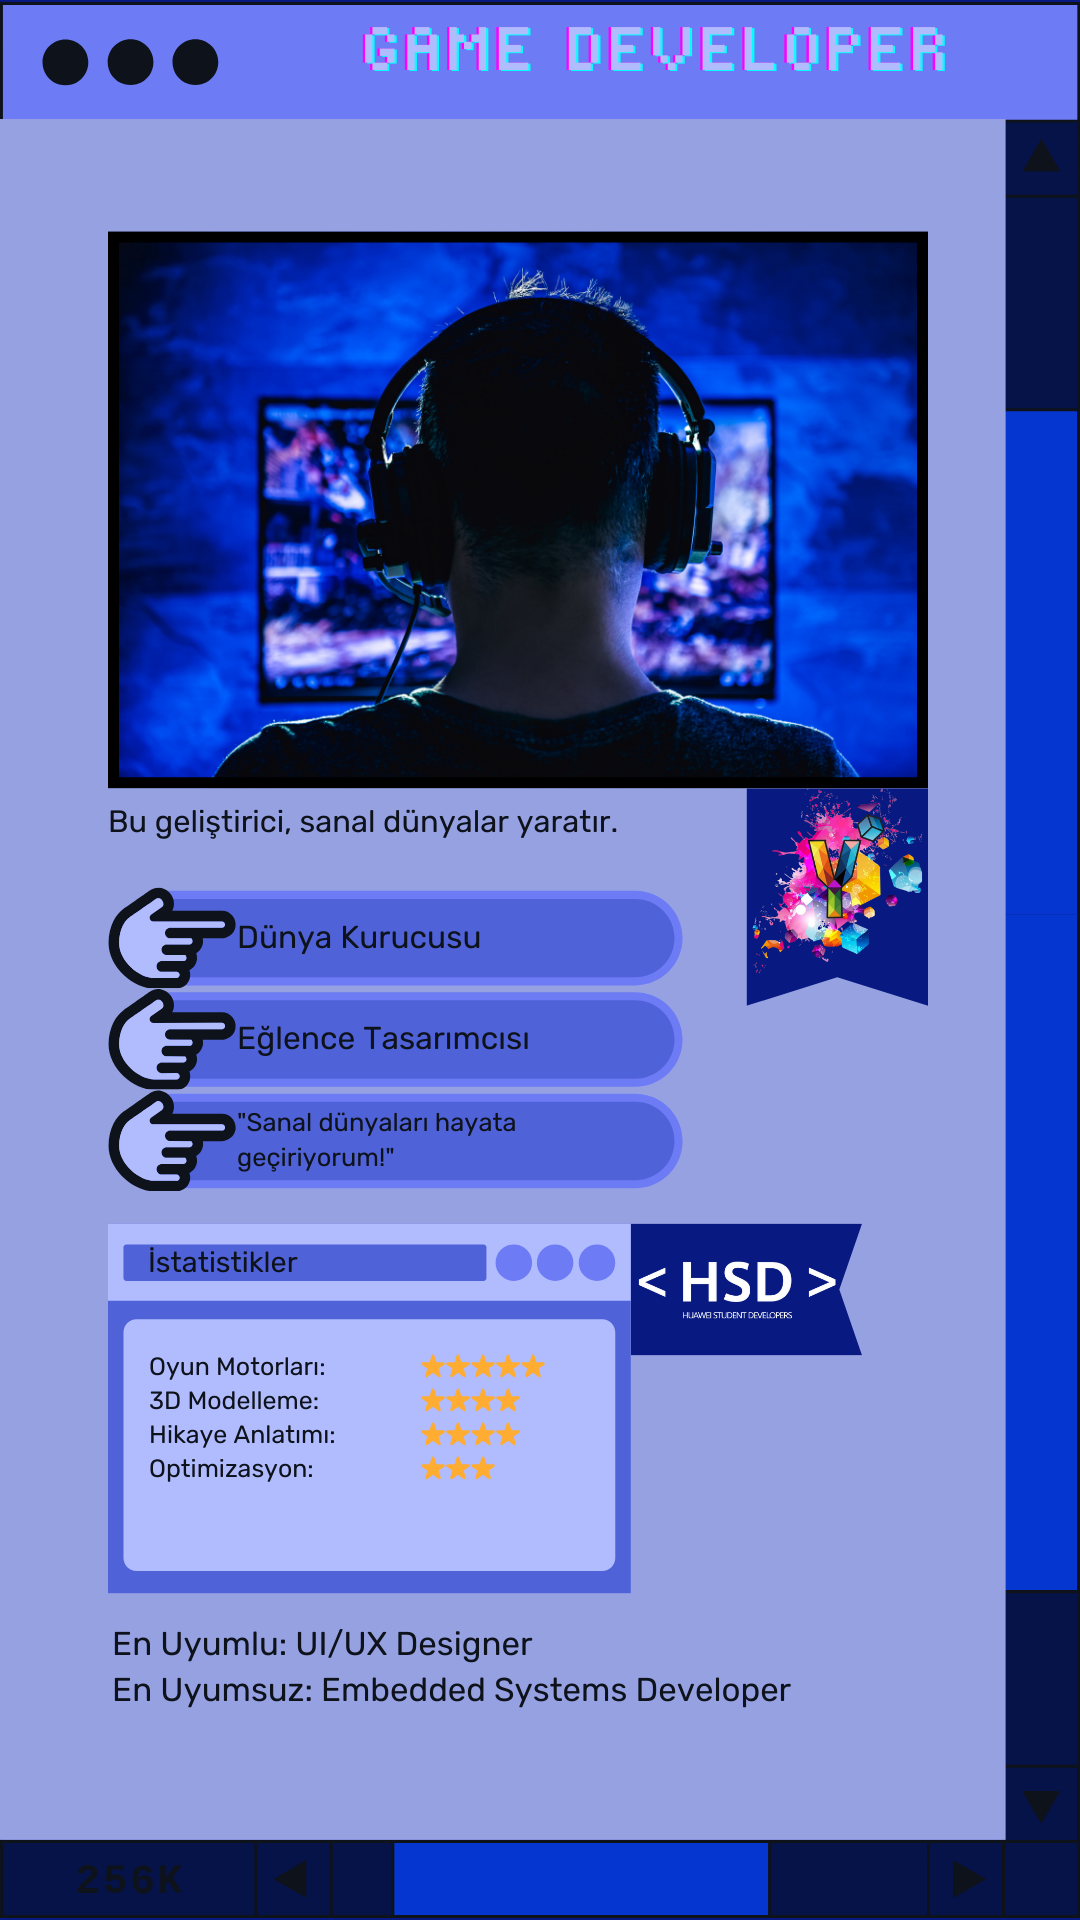 GAME DEVELOPER
Bu geliştirici, sanal dünyalar yaratır.
Dünya Kurucusu
Eğlence Tasarımcısı
"Sanal dünyaları hayata
geçiriyorum!"
İstatistikler
< HSD >
HUAWEI STUDENT DEVELOPERS
Oyun Motorları: ★★★★★
3D Modelleme: ★★★★
Hikaye Anlatımı: ★★★★
Optimizasyon: ★★★
En Uyumlu: UI/UX Designer
En Uyumsuz: Embedded Systems Developer
256K